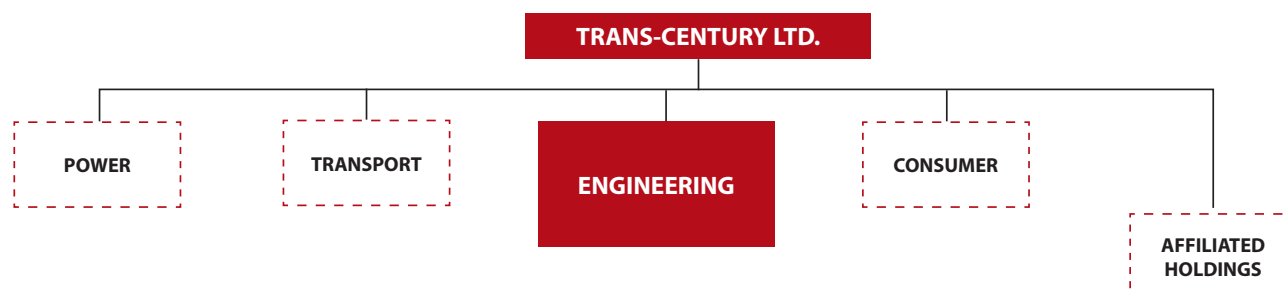 TRANS-CENTURY LTD.
POWER
TRANSPORT
ENGINEERING
CONSUMER
AFFILIATED
HOLDINGS